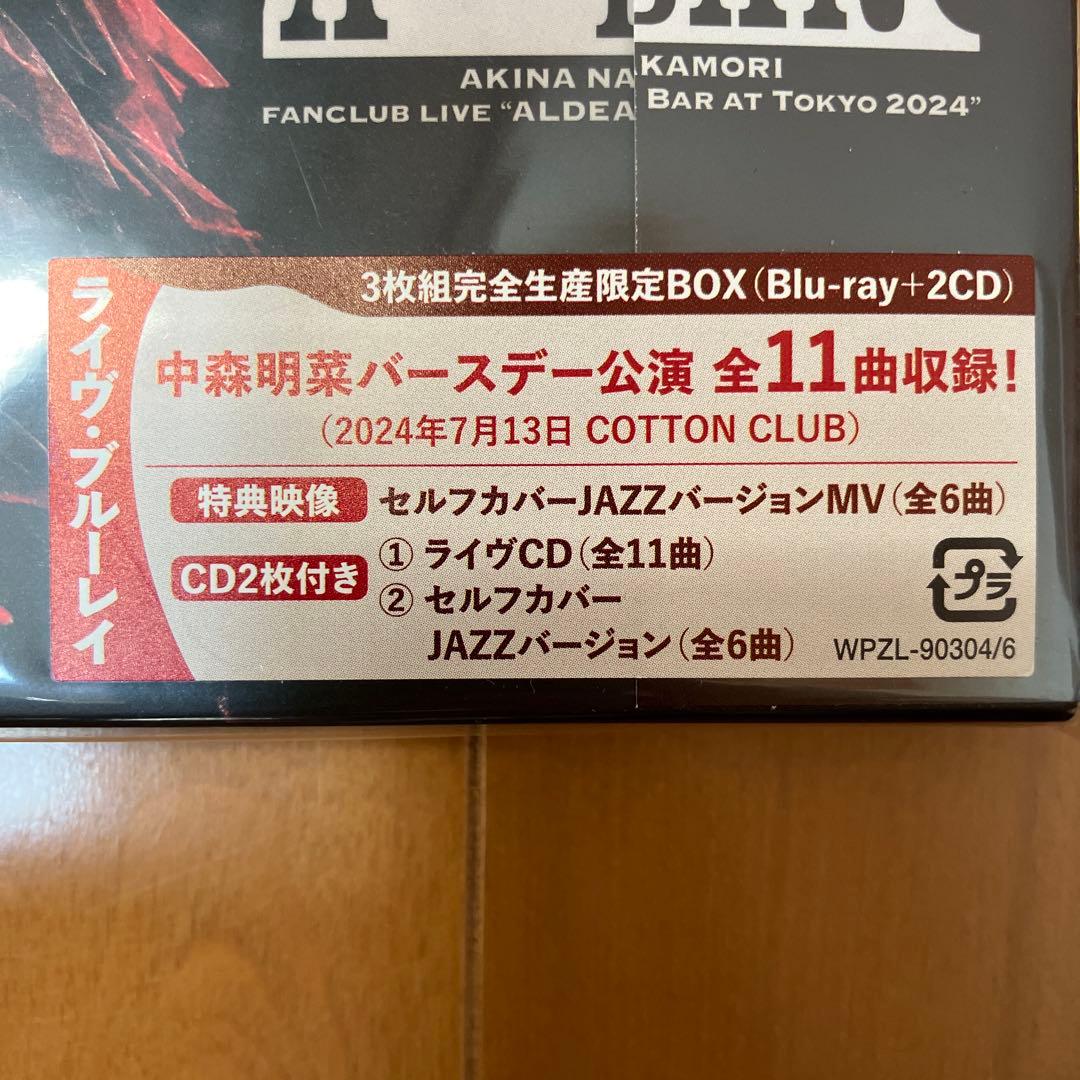 AKINA NAKAMORI
FANCLUB LIVE “ALDEA BAR AT TOKYO 2024”
ライヴ・ブルーレイ
3枚組完全生産限定BOX(Blu-ray+2CD)
中森明菜バースデー公演 全11曲収録!
(2024年7月13日 COTTON CLUB)
特典映像 セルフカバーJAZZバージョンMV(全6曲)
CD2枚付き ① ライヴCD(全11曲)
② セルフカバー
JAZZバージョン(全6曲)
プラ
WPZL-90304/6